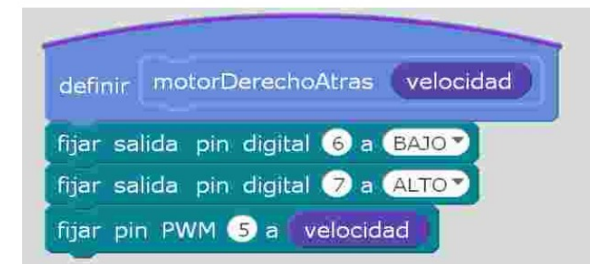 definir motorDerechoAtras velocidad
fijar salida pin digital 6 a BAJO
fijar salida pin digital 7 a ALTO
fijar pin PWM 5 a velocidad